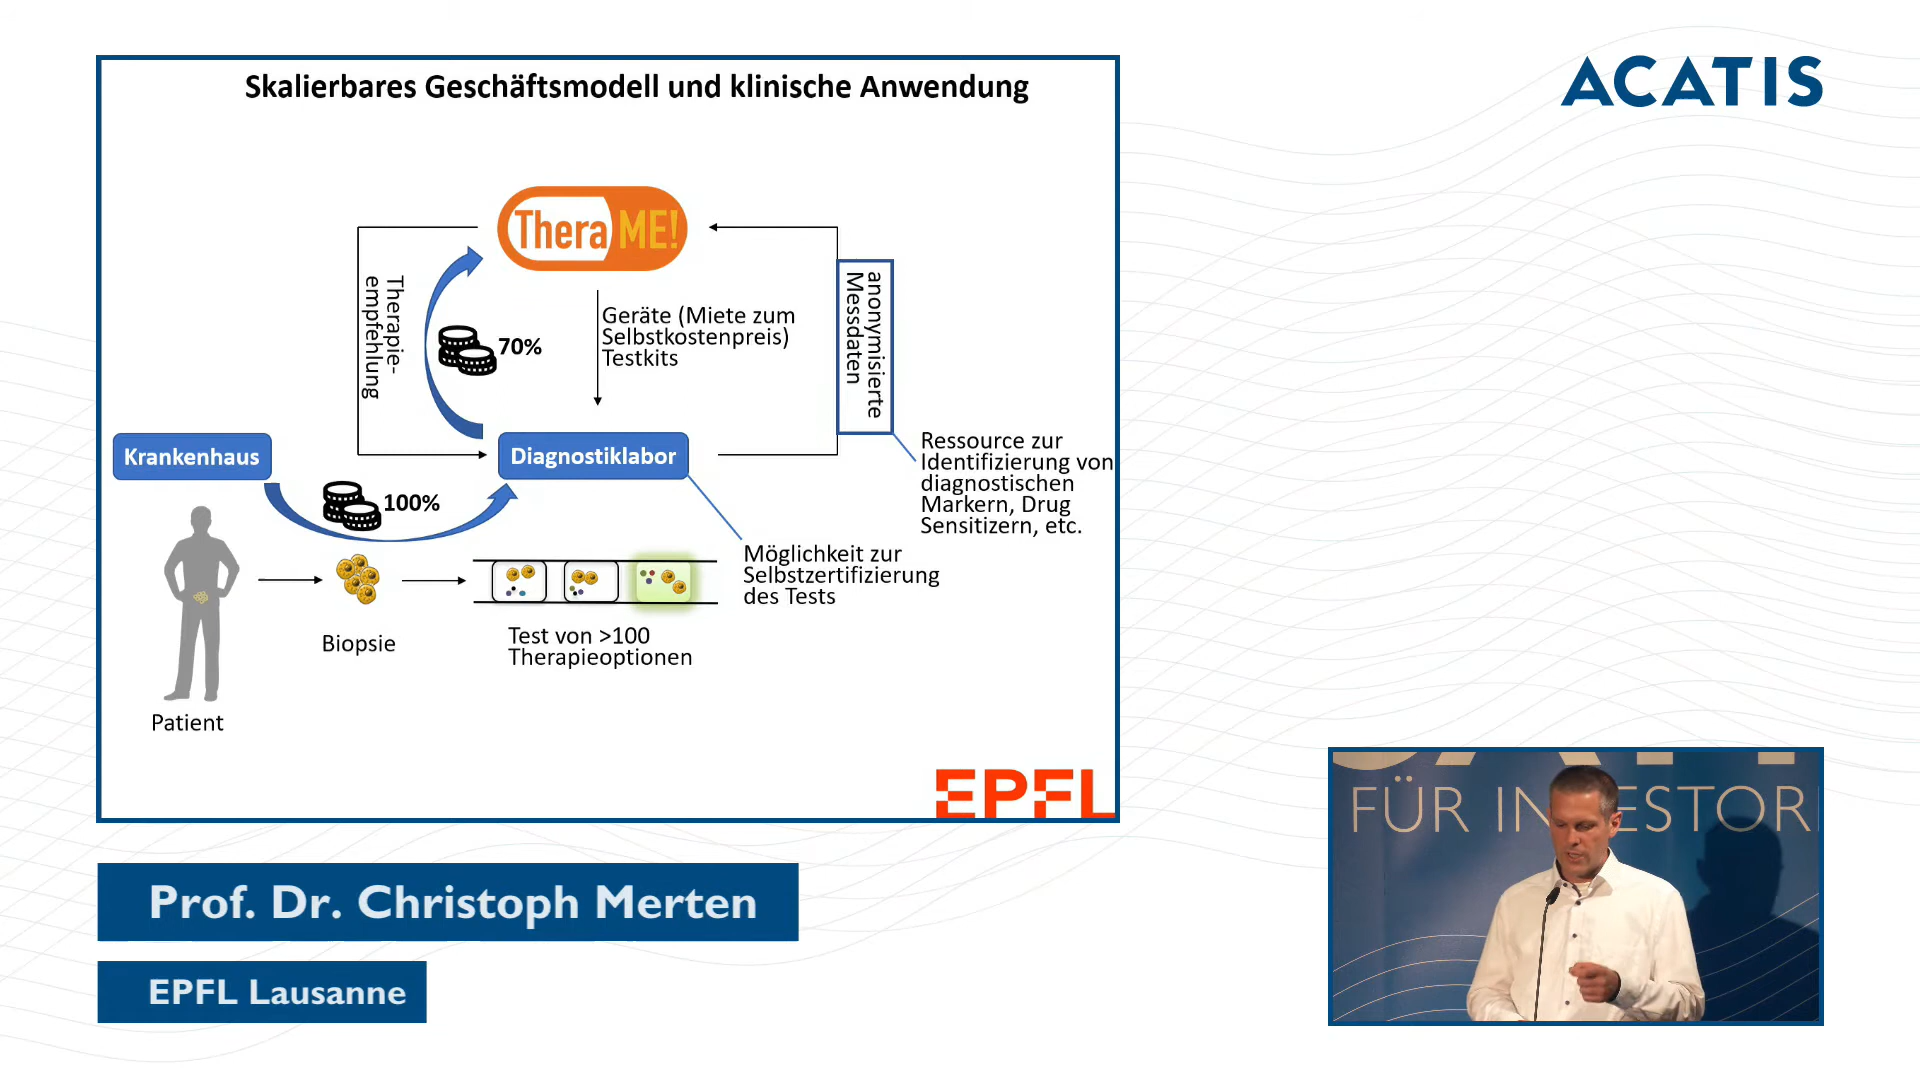 Skalierbares Geschäftsmodell und klinische Anwendung
ACATIS
TheraME!
Therapie-
empfehlung
70%
Geräte (Miete zum
Selbstkostenpreis)
Testkits
anonymisierte
Messdaten
Krankenhaus
100%
Diagnostiklabor
Ressource zur
Identifizierung von
diagnostischen
Markern, Drug
Sensitizern, etc.
Möglichkeit zur
Selbstzertifizierung
des Tests
Biopsie
Test von >100
Therapieoptionen
Patient
EPFL
FÜR INVESTOR
Prof. Dr. Christoph Merten
EPFL Lausanne